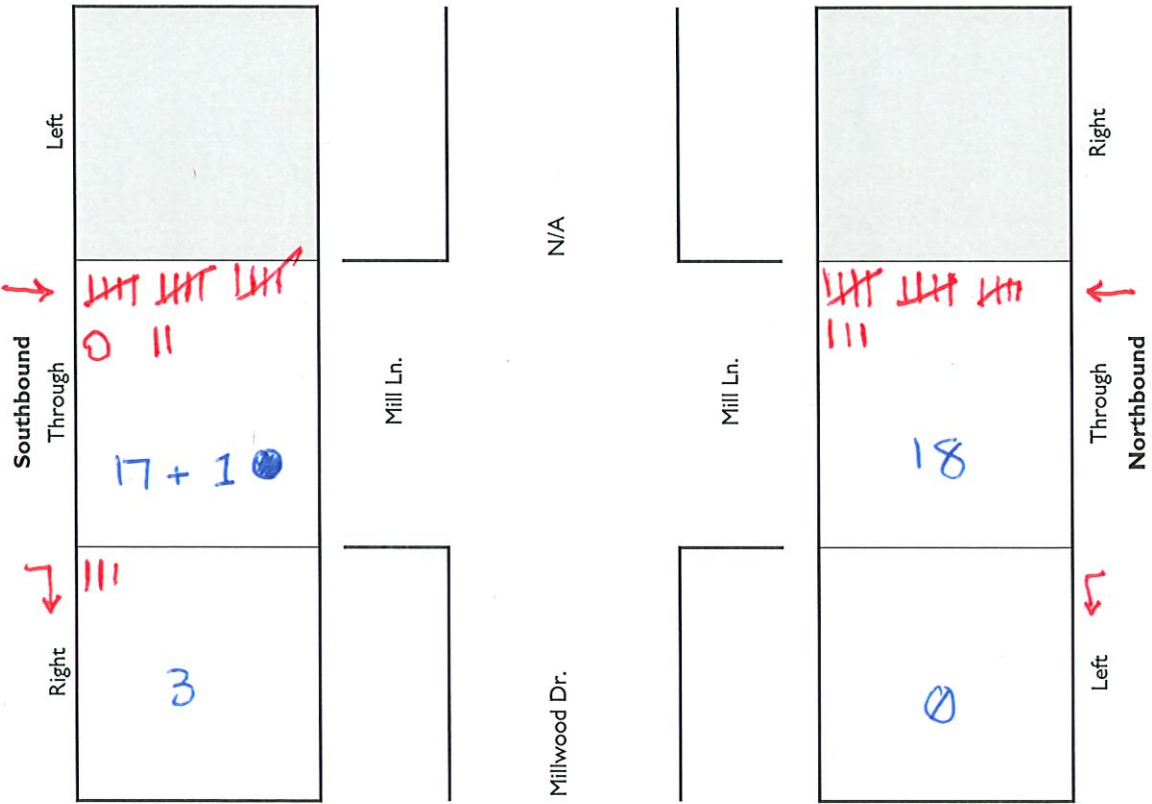 Southbound
Left
Through
17 + 1
Right
3
Mill Ln.
N/A
Millwood Dr.
Mill Ln.
Northbound
Right
Through
18
Left
0